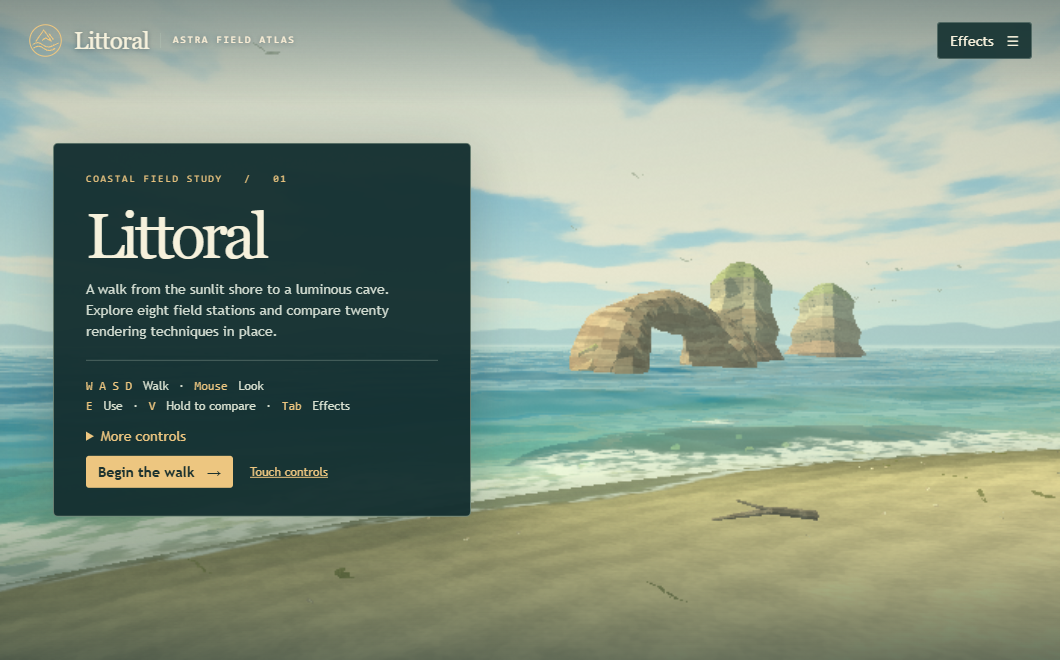 Littoral ASTRA FIELD ATLAS
Effects
COASTAL FIELD STUDY / 01
Littoral
A walk from the sunlit shore to a luminous cave.
Explore eight field stations and compare twenty
rendering techniques in place.
W A S D Walk · Mouse Look
E Use · V Hold to compare · Tab Effects
More controls
Begin the walk →
Touch controls